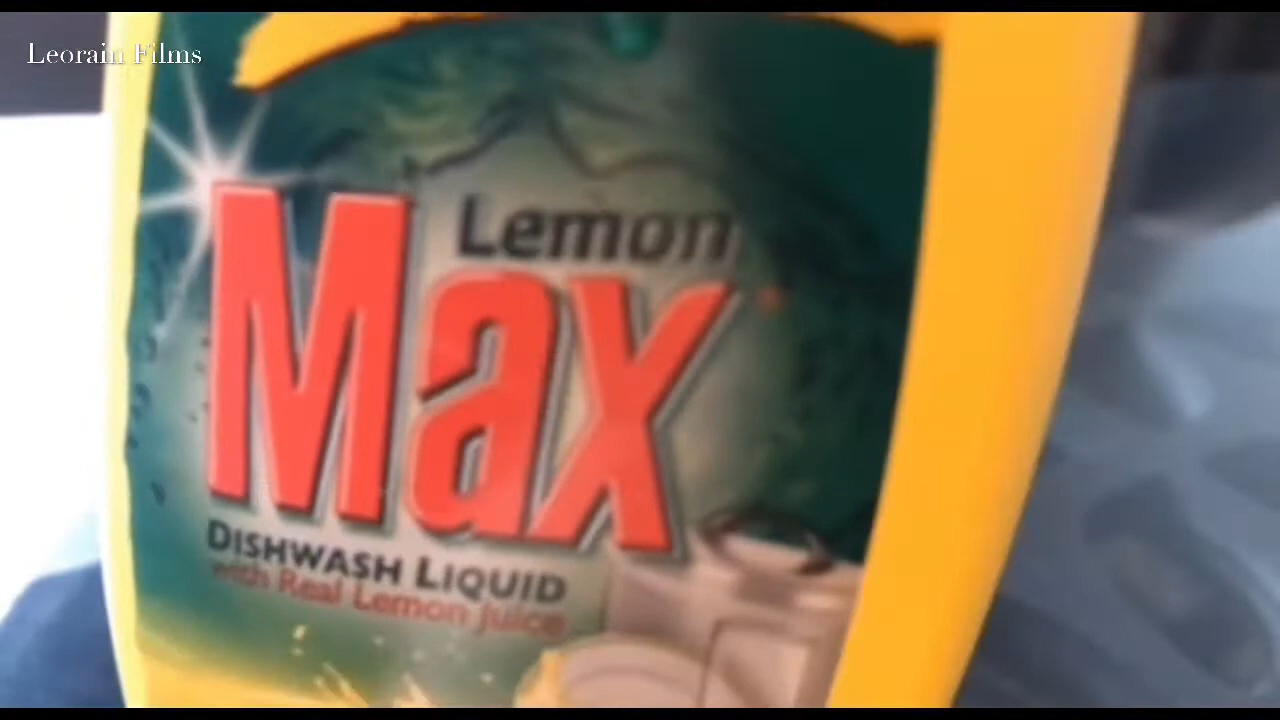 Leorain Films
Lemon
Max
DISHWASH LIQUID
with Real Lemon Juice